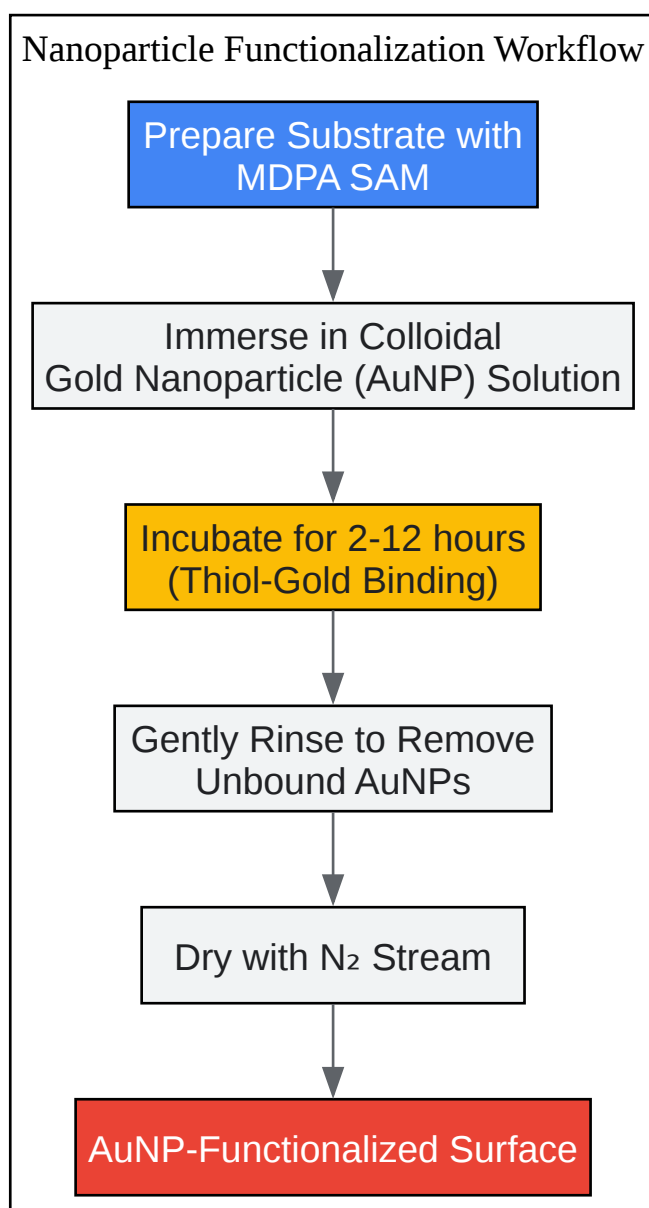 Nanoparticle Functionalization Workflow
Prepare Substrate with
MDPA SAM
Immerse in Colloidal
Gold Nanoparticle (AuNP) Solution
Incubate for 2-12 hours
(Thiol-Gold Binding)
Gently Rinse to Remove
Unbound AuNPs
Dry with N₂ Stream
AuNP-Functionalized Surface